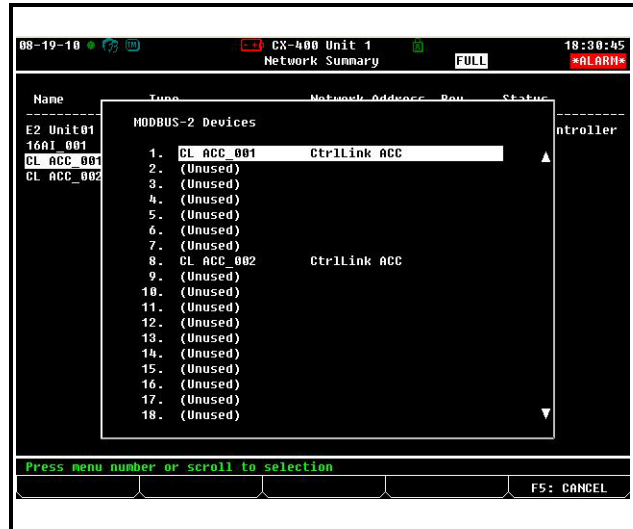 08-19-10 CX-400 Unit 1 18:30:45
Network Summary FULL *ALARM*
Name Network Address Rev Status
E2 Unit01 ntroller
16AI_001
CL ACC_001
CL ACC_002
MODBUS-2 Devices
1. CL ACC_001 CtrlLink ACC
2. (Unused)
3. (Unused)
4. (Unused)
5. (Unused)
6. (Unused)
7. (Unused)
8. CL ACC_002 CtrlLink ACC
9. (Unused)
10. (Unused)
11. (Unused)
12. (Unused)
13. (Unused)
14. (Unused)
15. (Unused)
16. (Unused)
17. (Unused)
18. (Unused)
Press menu number or scroll to selection
F5: CANCEL